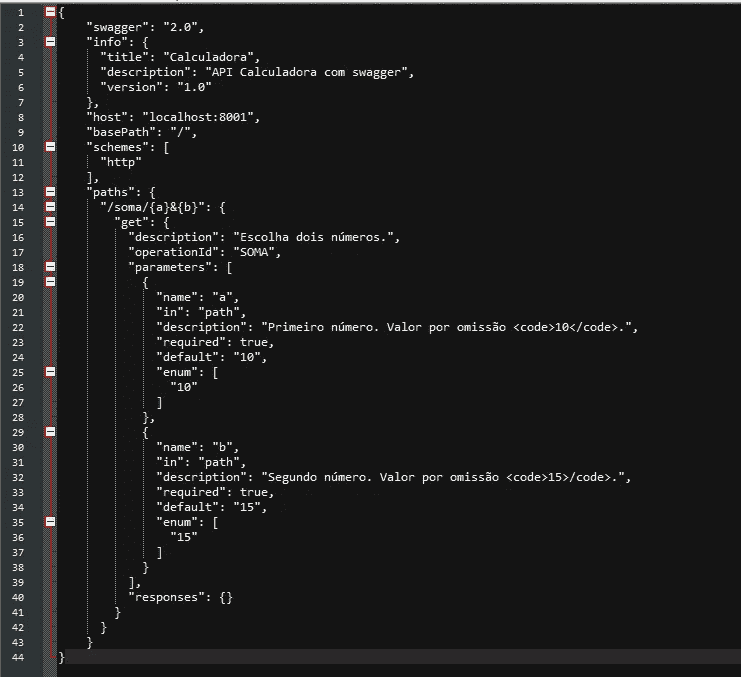 1 {
2 "swagger": "2.0",
3 "info": {
4 "title": "Calculadora",
5 "description": "API Calculadora com swagger",
6 "version": "1.0"
7 },
8 "host": "localhost:8001",
9 "basePath": "/",
10 "schemes": [
11 "http"
12 ],
13 "paths": {
14 "/soma/{a}&{b}": {
15 "get": {
16 "description": "Escolha dois números.",
17 "operationId": "SOMA",
18 "parameters": [
19 {
20 "name": "a",
21 "in": "path",
22 "description": "Primeiro número. Valor por omissão <code>10</code>.",
23 "required": true,
24 "default": "10",
25 "enum": [
26 "10"
27 ]
28 },
29 {
30 "name": "b",
31 "in": "path",
32 "description": "Segundo número. Valor por omissão <code>15>/code>.",
33 "required": true,
34 "default": "15",
35 "enum": [
36 "15"
37 ]
38 }
39 ],
40 "responses": {}
41 }
42 }
43 }
44 }